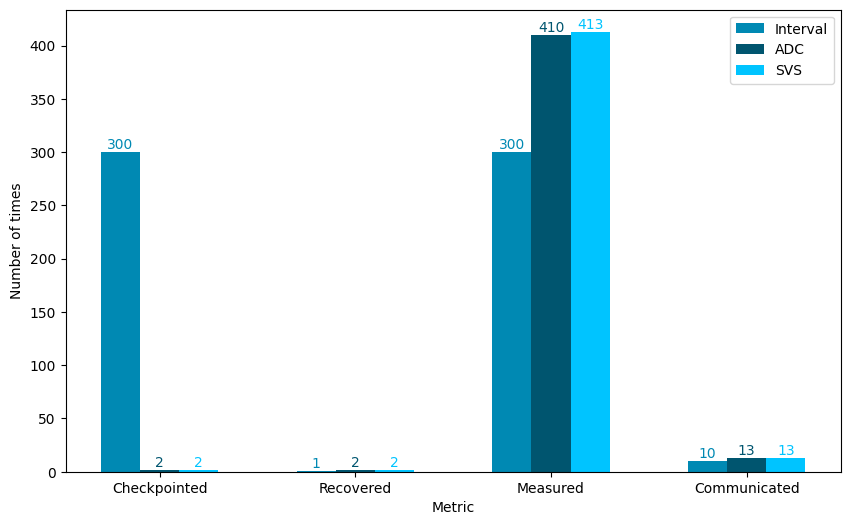 Interval
ADC
SVS
Number of times
400
350
300
250
200
150
100
50
0
300
2
2
1
2
2
300
410
413
10
13
13
Checkpointed
Recovered
Measured
Communicated
Metric